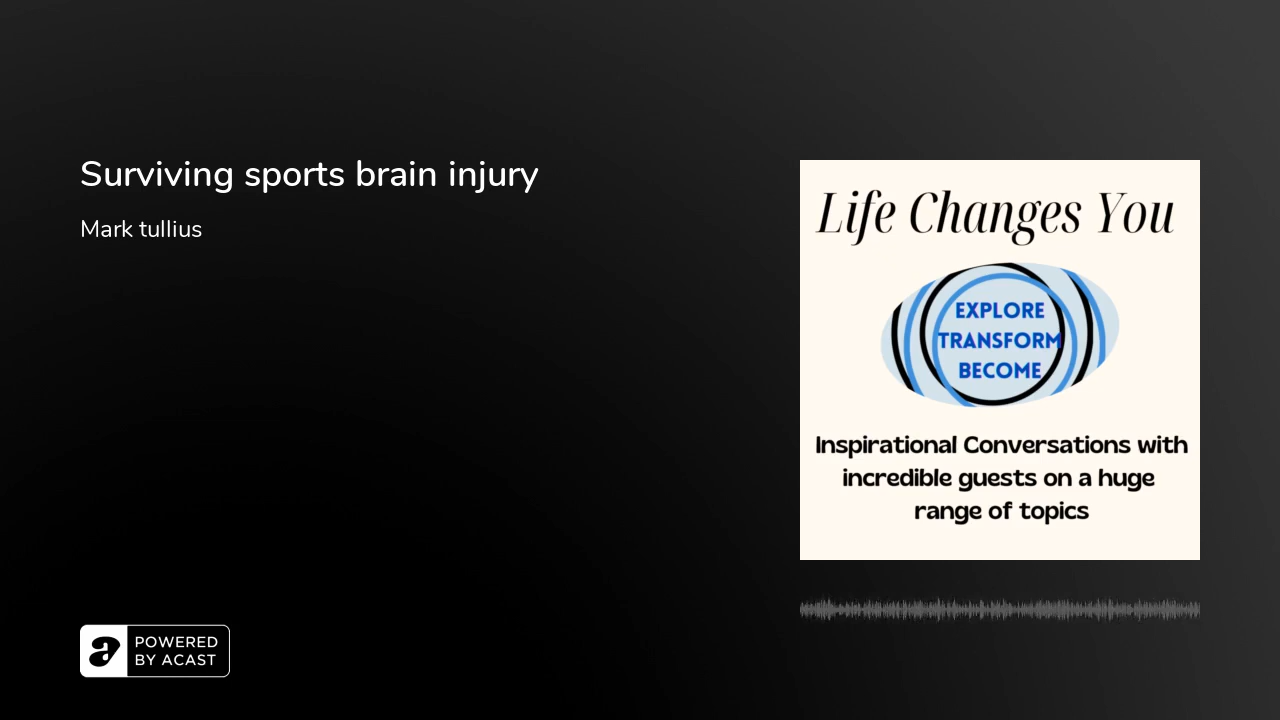 Surviving sports brain injury
Mark tullius
Life Changes You
EXPLORE
TRANSFORM
BECOME
Inspirational Conversations with
incredible guests on a huge
range of topics
a
POWERED
BY ACAST